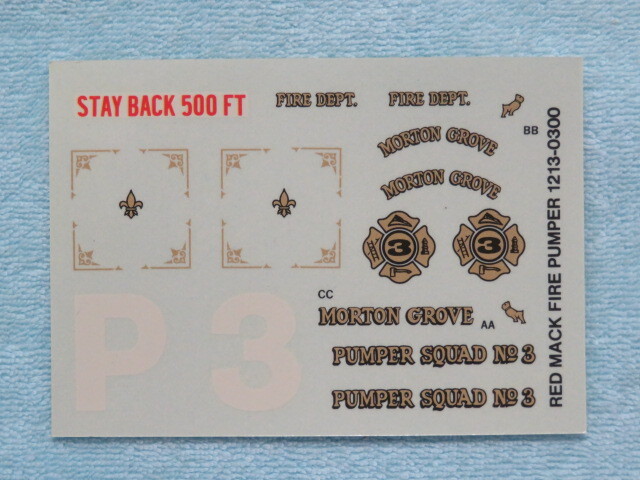 STAY BACK 500 FT
FIRE DEPT.
FIRE DEPT.
BB
MORTON GROVE
MORTON GROVE
3
3
P 3
CC
MORTON GROVE
AA
PUMPER SQUAD No 3
PUMPER SQUAD No 3
RED MACK FIRE PUMPER 1213-0300